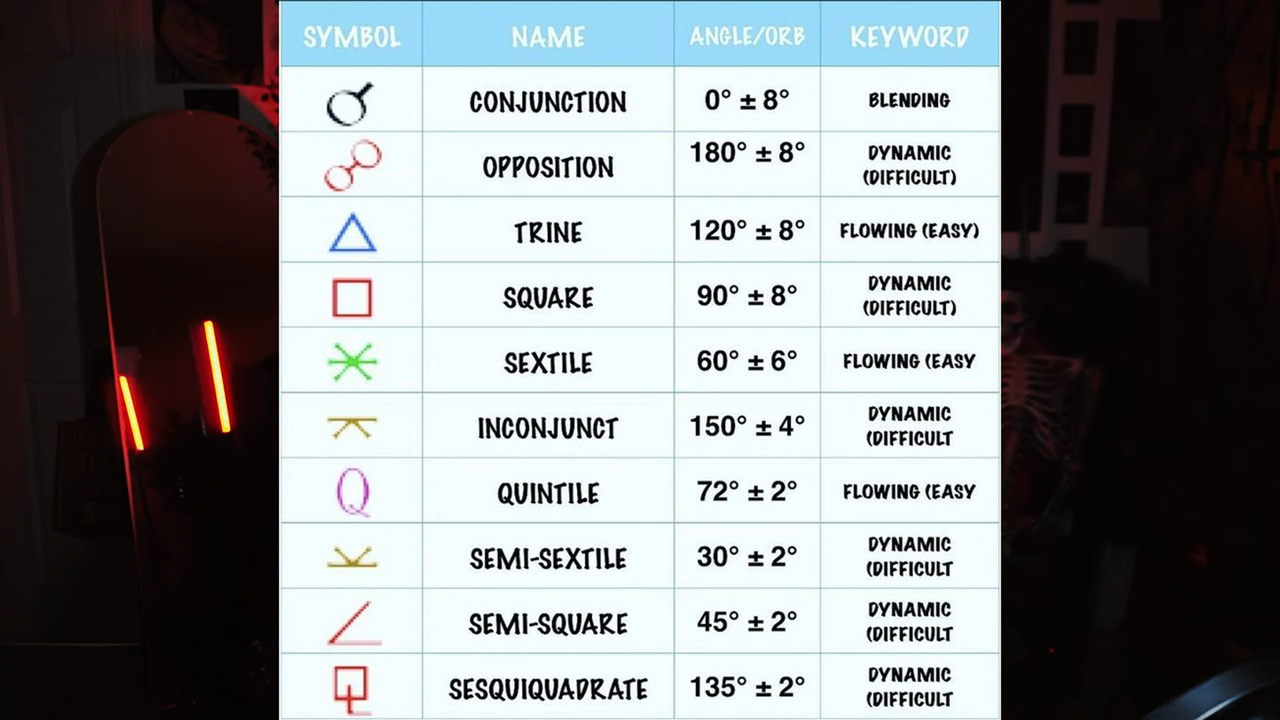 SYMBOL NAME ANGLE/ORB KEYWORD
CONJUNCTION 0° ± 8° BLENDING
OPPOSITION 180° ± 8° DYNAMIC
(DIFFICULT)
TRINE 120° ± 8° FLOWING (EASY)
SQUARE 90° ± 8° DYNAMIC
(DIFFICULT)
SEXTILE 60° ± 6° FLOWING (EASY
INCONJUNCT 150° ± 4° DYNAMIC
(DIFFICULT
Q QUINTILE 72° ± 2° FLOWING (EASY
SEMI-SEXTILE 30° ± 2° DYNAMIC
(DIFFICULT
SEMI-SQUARE 45° ± 2° DYNAMIC
(DIFFICULT
SESQUIQUADRATE 135° ± 2° DYNAMIC
(DIFFICULT